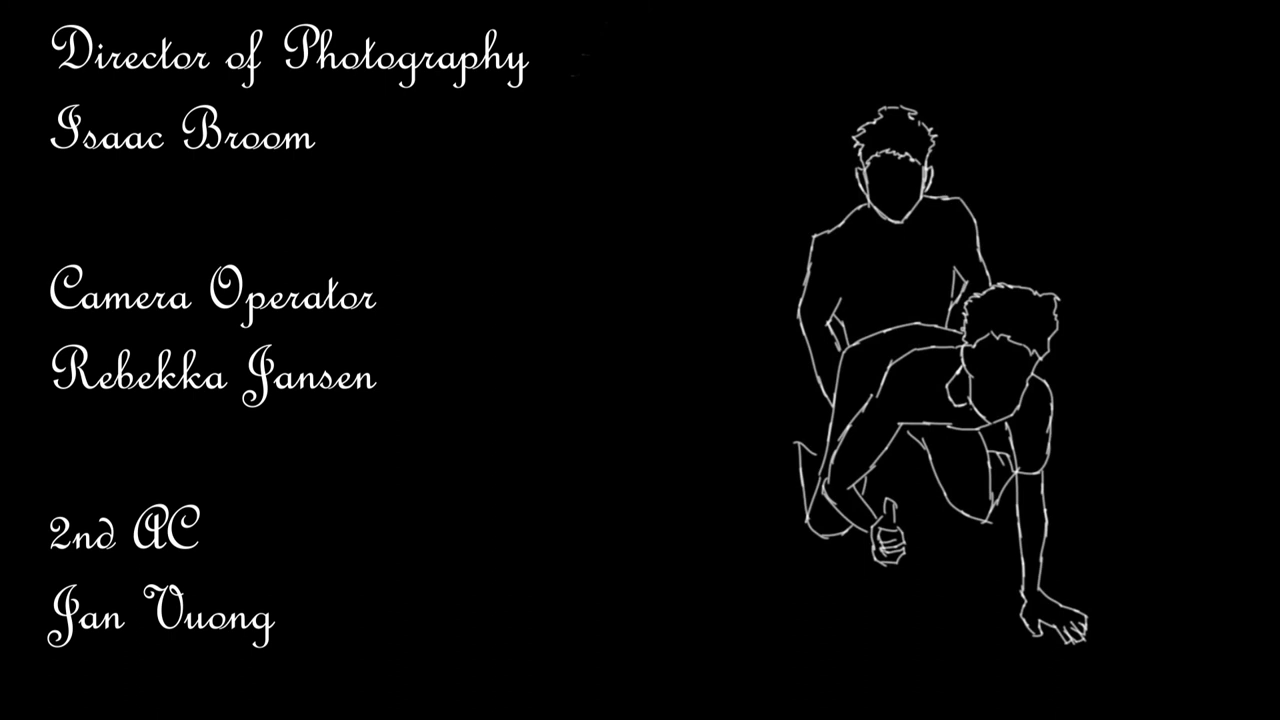 Director of Photography
Isaac Broom
Camera Operator
Rebekka Jansen
2nd AC
Jan Vuong